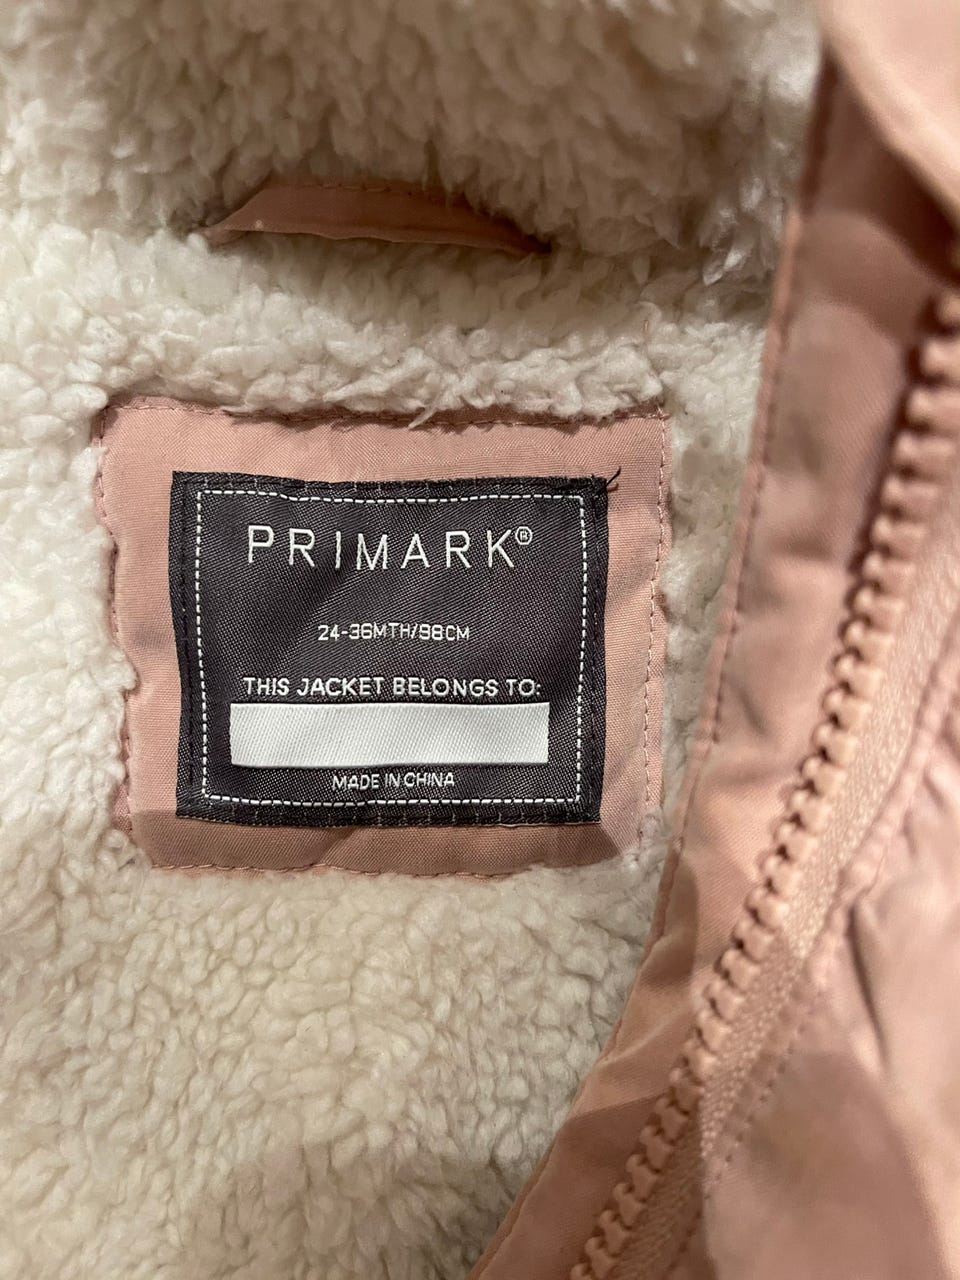 PRIMARK®
24-36MTH/98CM
THIS JACKET BELONGS TO:
MADE IN CHINA